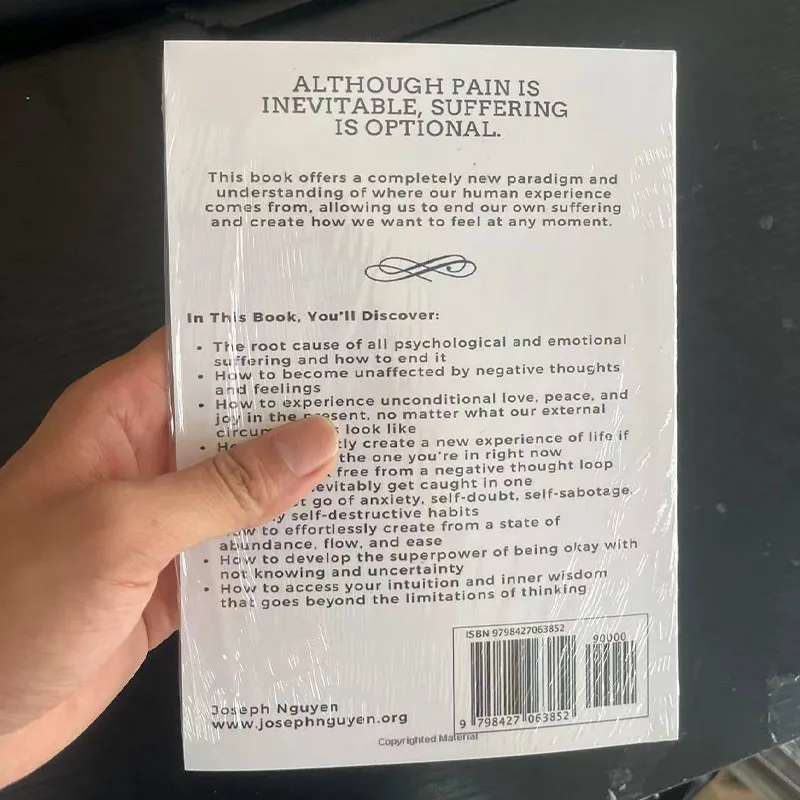 ALTHOUGH PAIN IS
INEVITABLE, SUFFERING
IS OPTIONAL.
This book offers a completely new paradigm and
understanding of where our human experience
comes from, allowing us to end our own suffering
and create how we want to feel at any moment.
In This Book, You'll Discover:
• The root cause of all psychological and emotional
suffering and how to end it
• How to become unaffected by negative thoughts
and feelings
• How to experience unconditional love, peace, and
joy in the present, no matter what our external
look like
create a new experience of life if
the one you're in right now
free from a negative thought loop
get caught in one
go of anxiety, self-doubt, self-sabotage,
self-destructive habits
How to effortlessly create from a state of
abundance, flow, and ease
• How to develop the superpower of being okay with
not knowing and uncertainty
• How to access your intuition and inner wisdom
that goes beyond the limitations of thinking
ISBN 9798427063852
90000
9 798427 063852
Joseph Nguyen
www.josephnguyen.org
Copyrighted Material